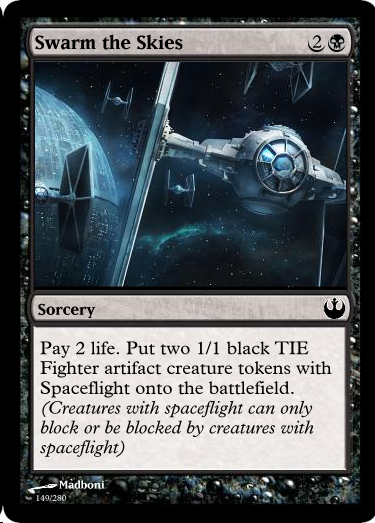 Swarm the Skies 2
Sorcery
Pay 2 life. Put two 1/1 black TIE
Fighter artifact creature tokens with
Spaceflight onto the battlefield.
(Creatures with spaceflight can only
block or be blocked by creatures with
spaceflight)
Madboni
149/280